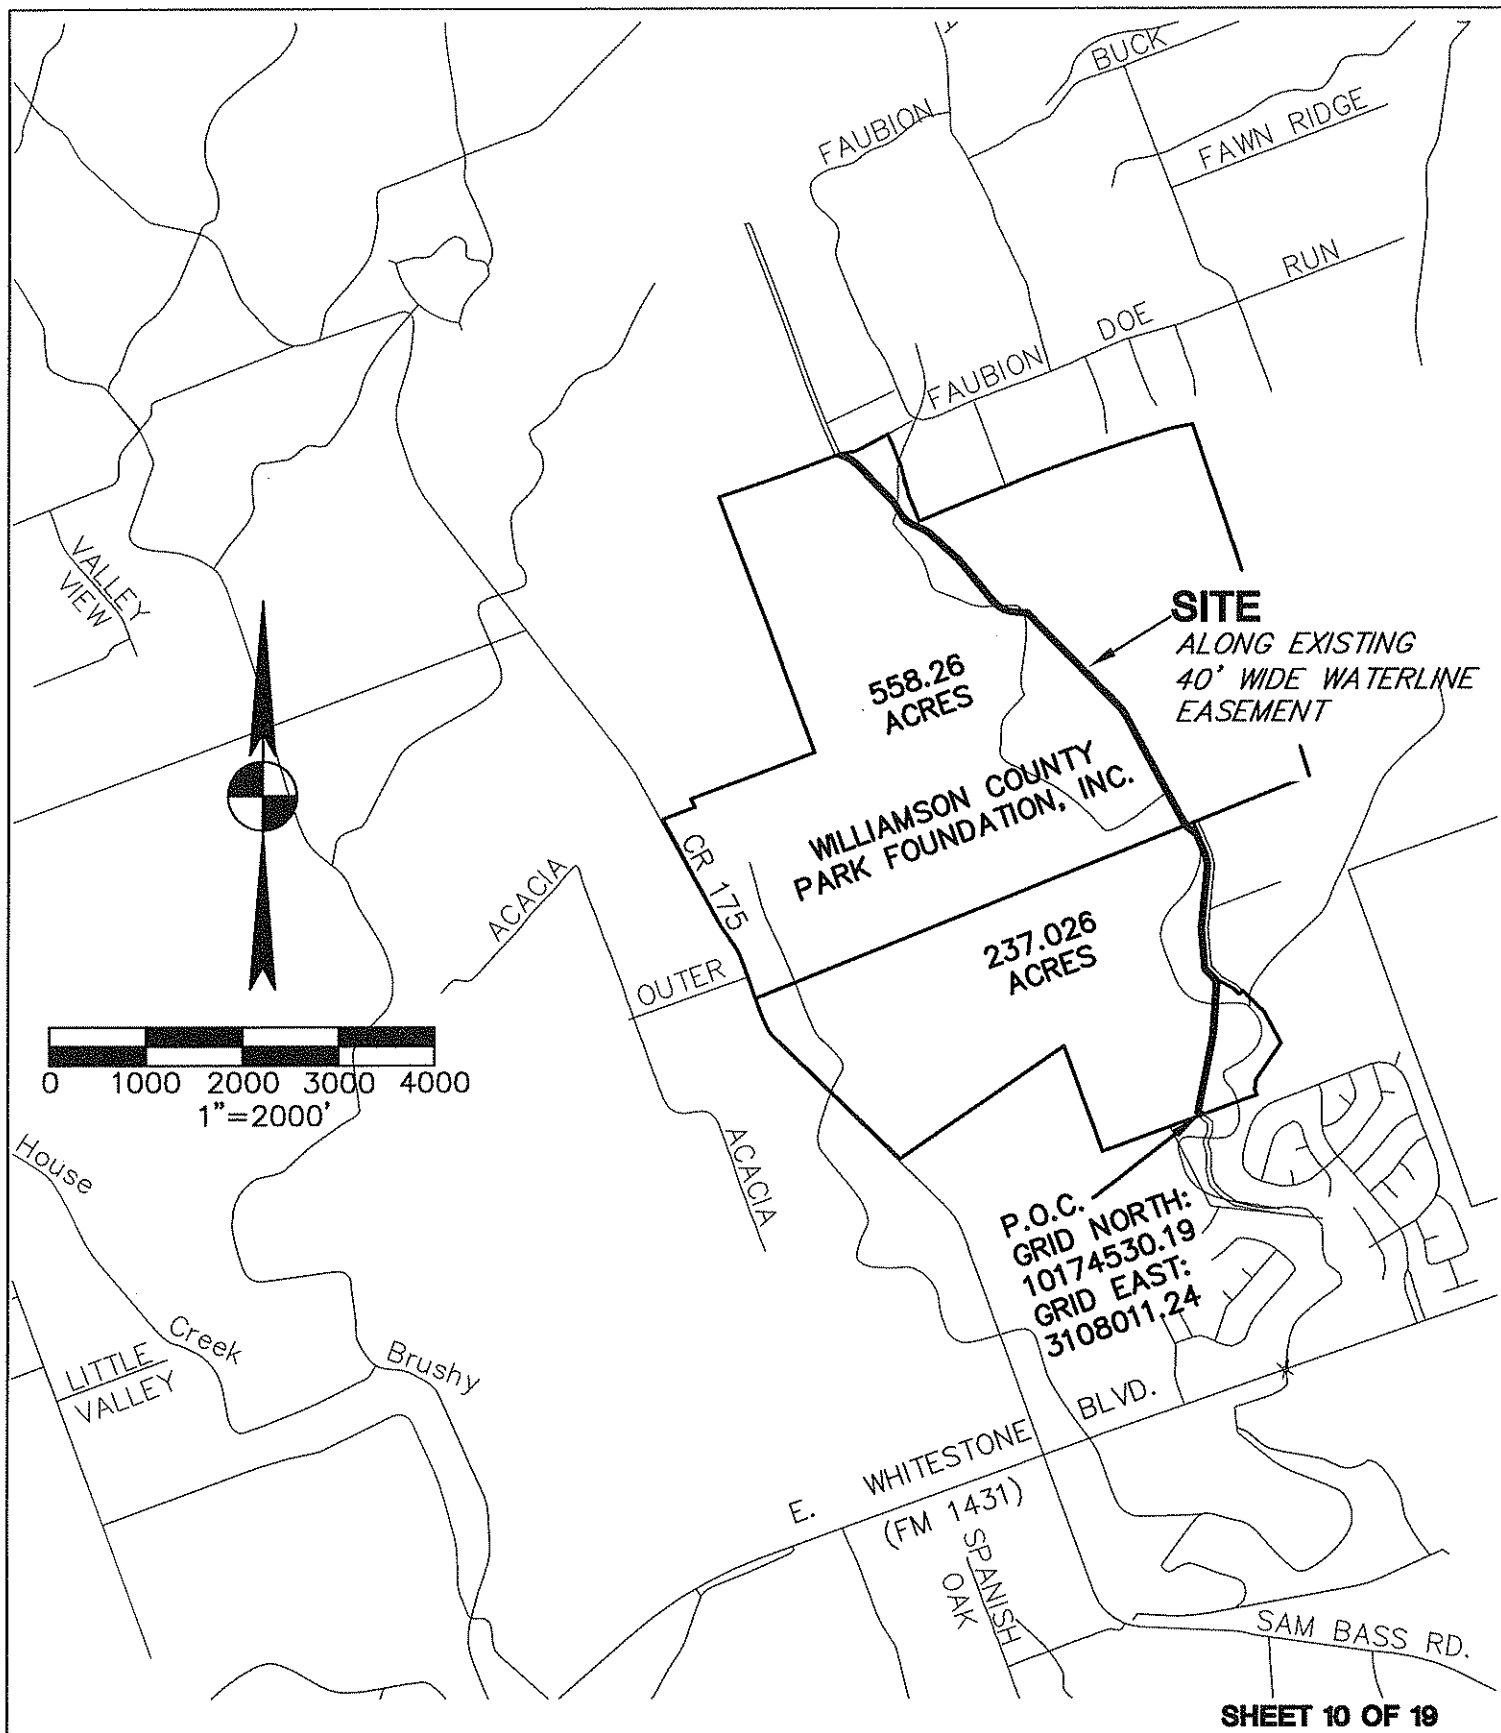 BUCK
FAUBION
FAWN RIDGE
RUN
DOE
FAUBION
VALLEY
VIEW
SITE
ALONG EXISTING
40' WIDE WATERLINE
EASEMENT
558.26
ACRES
WILLIAMSON COUNTY
PARK FOUNDATION, INC.
CR 175
ACACIA
OUTER
237.026
ACRES
0 1000 2000 3000 4000
1"=2000'
ACACIA
House
Creek
Brushy
LITTLE
VALLEY
P.O.C.
GRID NORTH:
10174530.19
GRID EAST:
3108011.24
E. WHITESTONE BLVD.
(FM 1431)
SPANISH
OAK
SAM BASS RD.
SHEET 10 OF 19